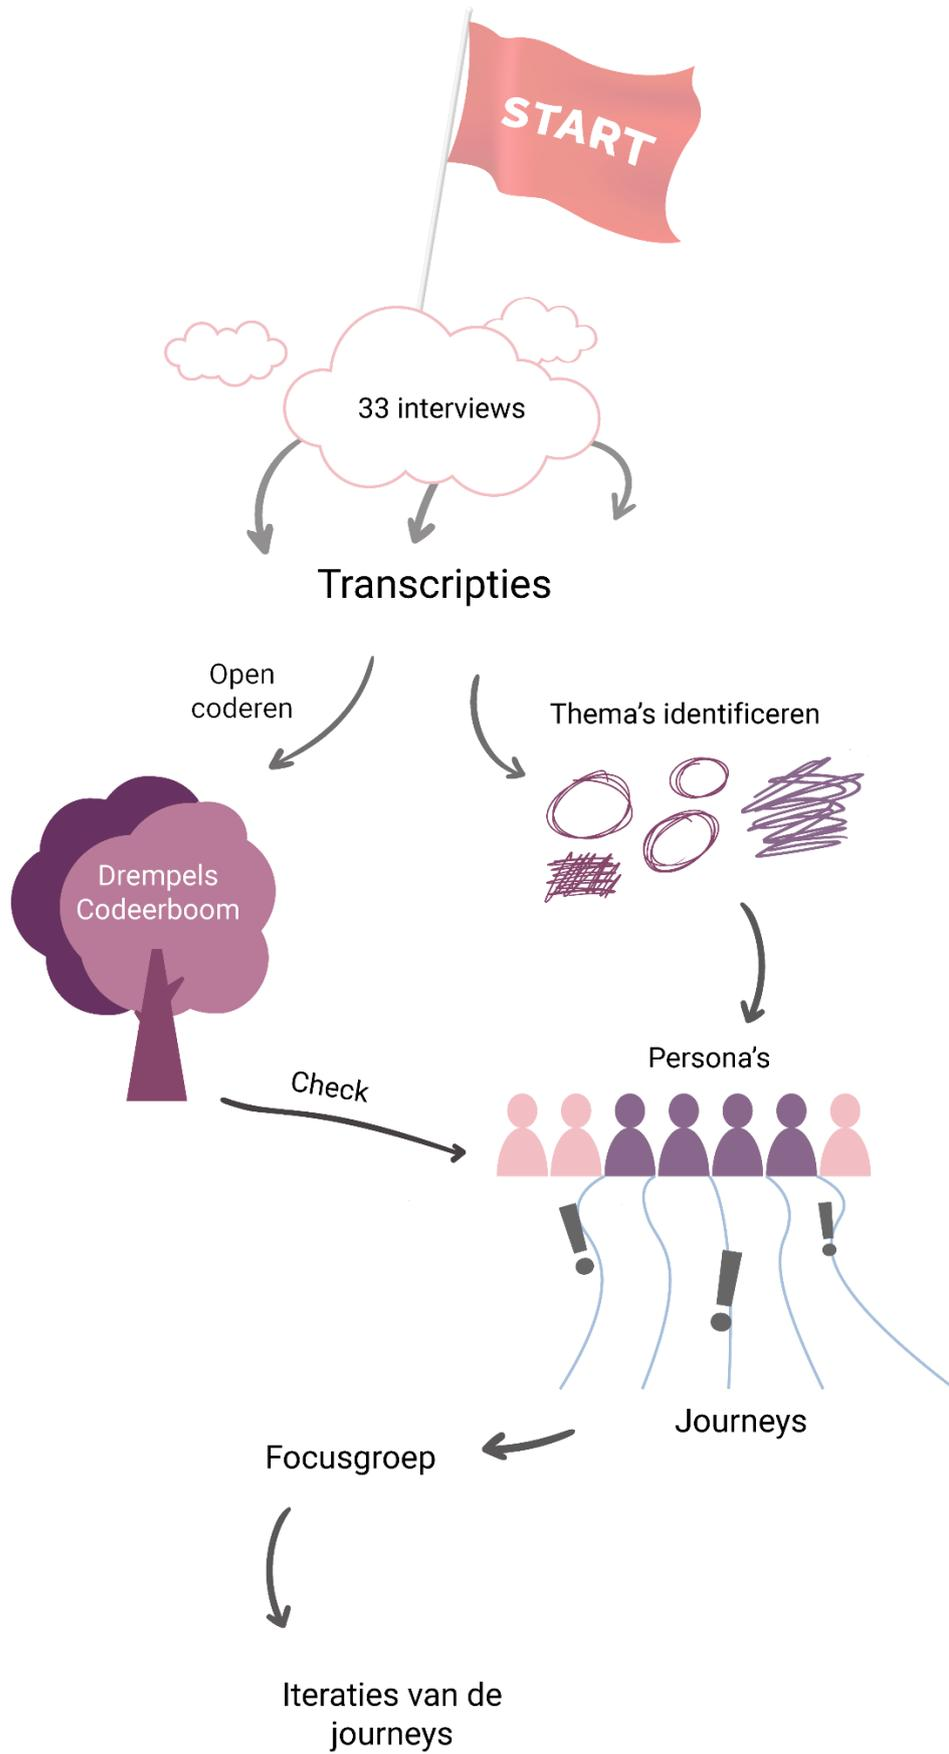 START
33 interviews
Transcripties
Open
coderen
Thema's identificeren
Drempels
Codeerboom
Persona's
Check
Journeys
Focusgroep
Iteraties van de
journeys